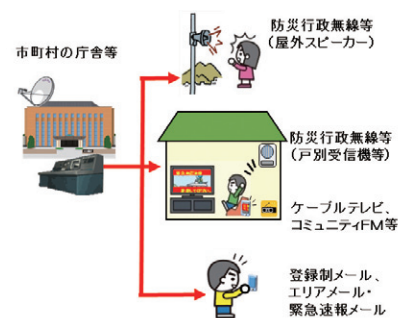 市町村の庁舎等
防災行政無線等
(屋外スピーカー)
防災行政無線等
(戸別受信機等)
ケーブルテレビ、
コミュニティFM等
登録制メール、
エリアメール・
緊急速報メール